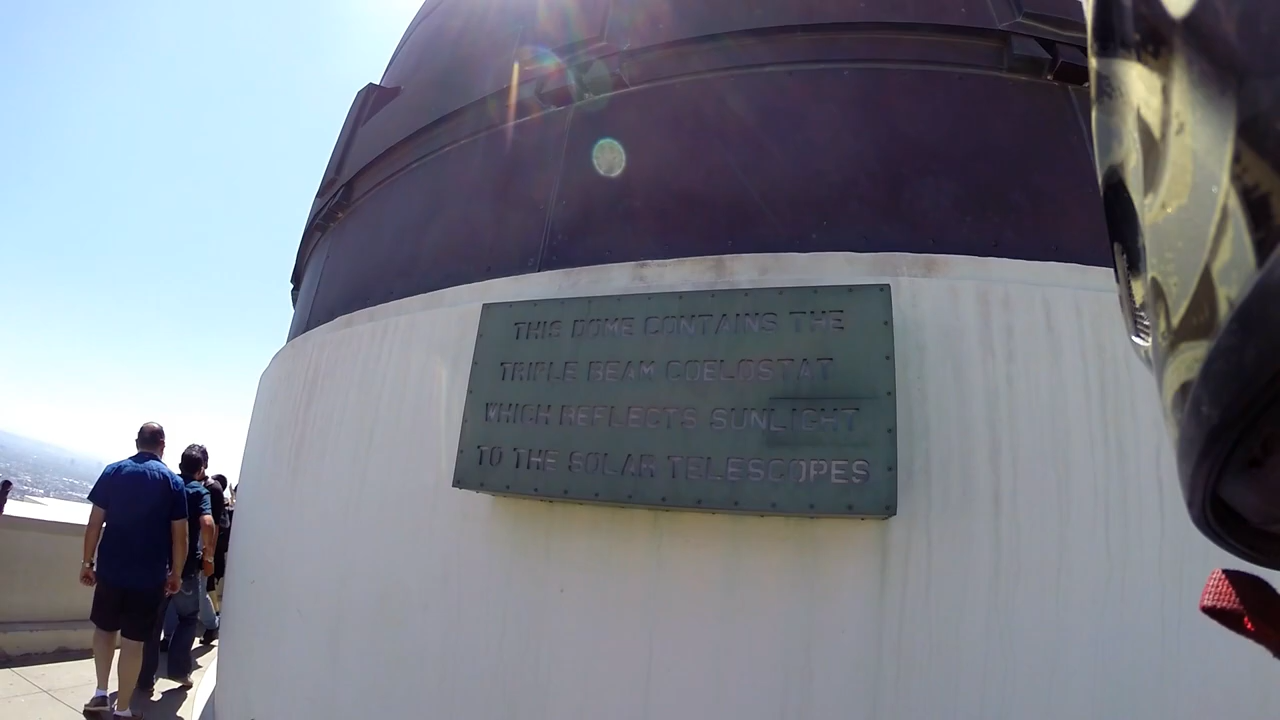 THIS DOME CONTAINS THE
TRIPLE BEAM COELOSTAT
WHICH REFLECTS SUNLIGHT
TO THE SOLAR TELESCOPES